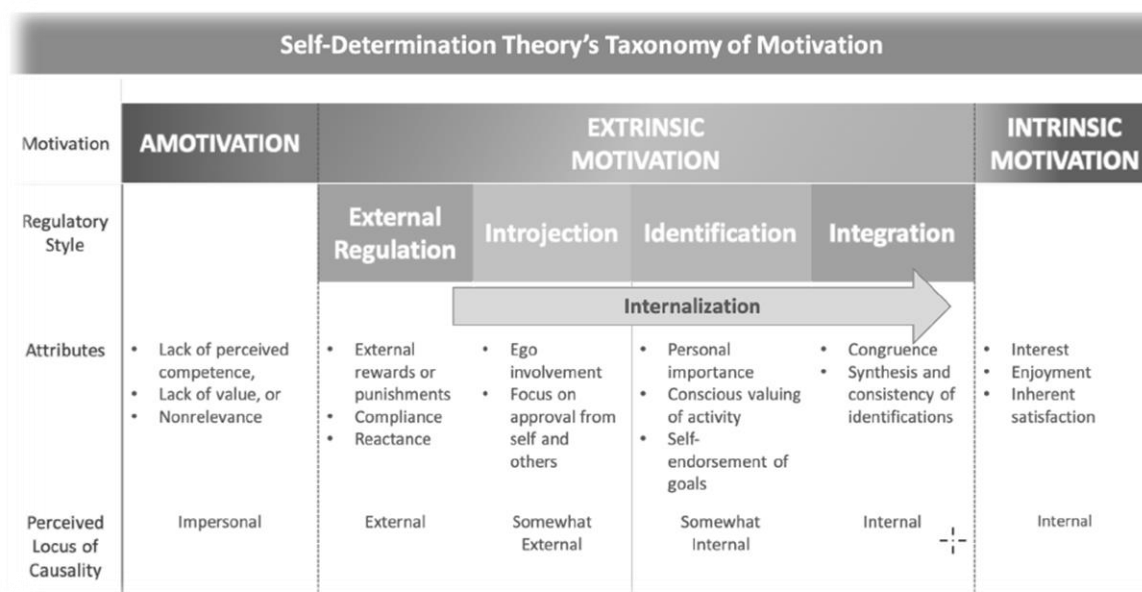 Self-Determination Theory's Taxonomy of Motivation
Motivation
AMOTIVATION
EXTRINSIC
MOTIVATION
INTRINSIC
MOTIVATION
Regulatory
Style
External
Regulation
Introjection
Identification
Integration
Internalization
Attributes
• Lack of perceived
competence,
• Lack of value, or
• Nonrelevance
• External
rewards or
punishments
• Compliance
• Reactance
• Ego
involvement
• Focus on
approval from
self and
others
• Personal
importance
• Conscious valuing
of activity
• Self-
endorsement of
goals
• Congruence
• Synthesis and
consistency of
identifications
• Interest
• Enjoyment
• Inherent
satisfaction
Perceived
Locus of
Causality
Impersonal
External
Somewhat
External
Somewhat
Internal
Internal
Internal